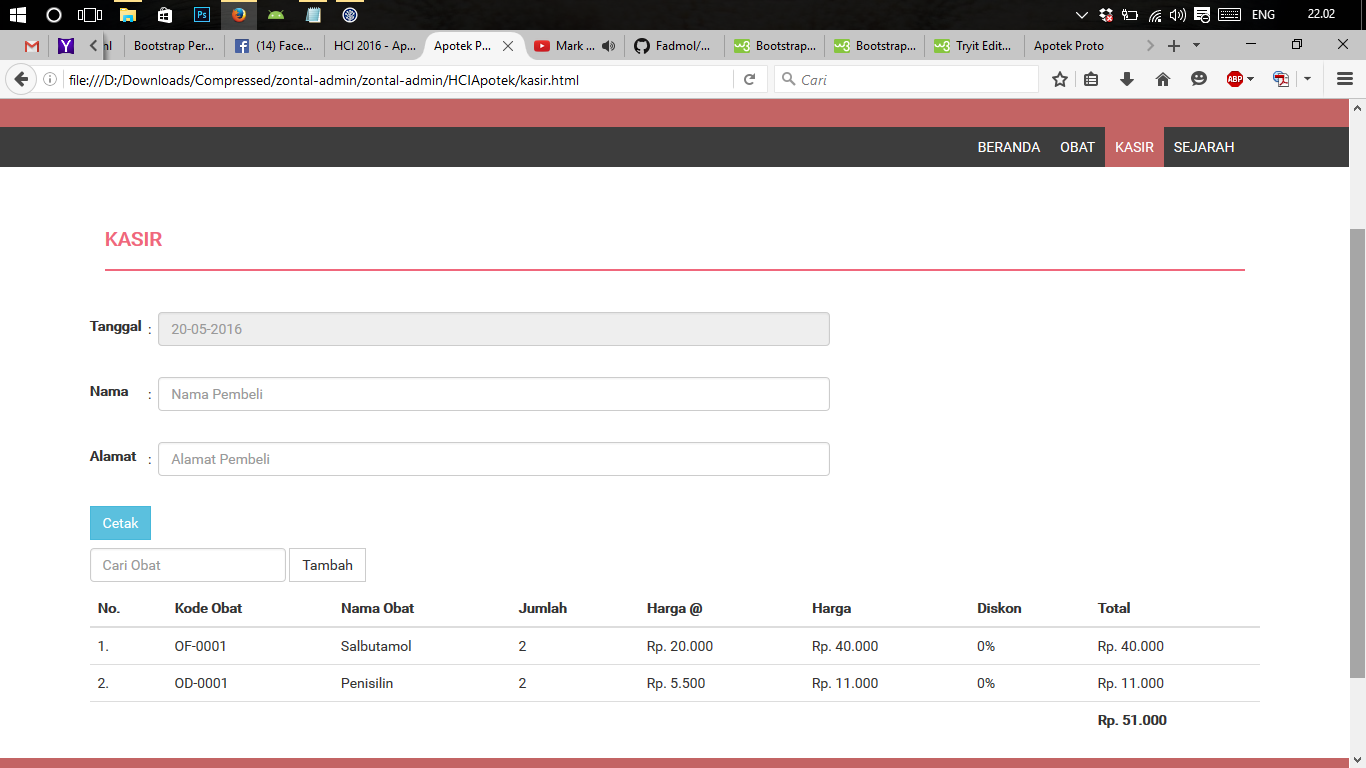 Ps ENG 22.02
M Y nl Bootstrap Per... f (14) Face... HCI 2016 - Ap... Apotek P... Mark ... Fadmol/... w3 Bootstrap... w3 Bootstrap... w3 Tryit Edit... Apotek Proto
file:///D:/Downloads/Compressed/zontal-admin/zontal-admin/HCIApotek/kasir.html Cari ABP
BERANDA OBAT KASIR SEJARAH
KASIR
Tanggal : 20-05-2016
Nama : Nama Pembeli
Alamat : Alamat Pembeli
Cetak
Cari Obat Tambah
No. Kode Obat Nama Obat Jumlah Harga @ Harga Diskon Total
1. OF-0001 Salbutamol 2 Rp. 20.000 Rp. 40.000 0% Rp. 40.000
2. OD-0001 Penisilin 2 Rp. 5.500 Rp. 11.000 0% Rp. 11.000
Rp. 51.000